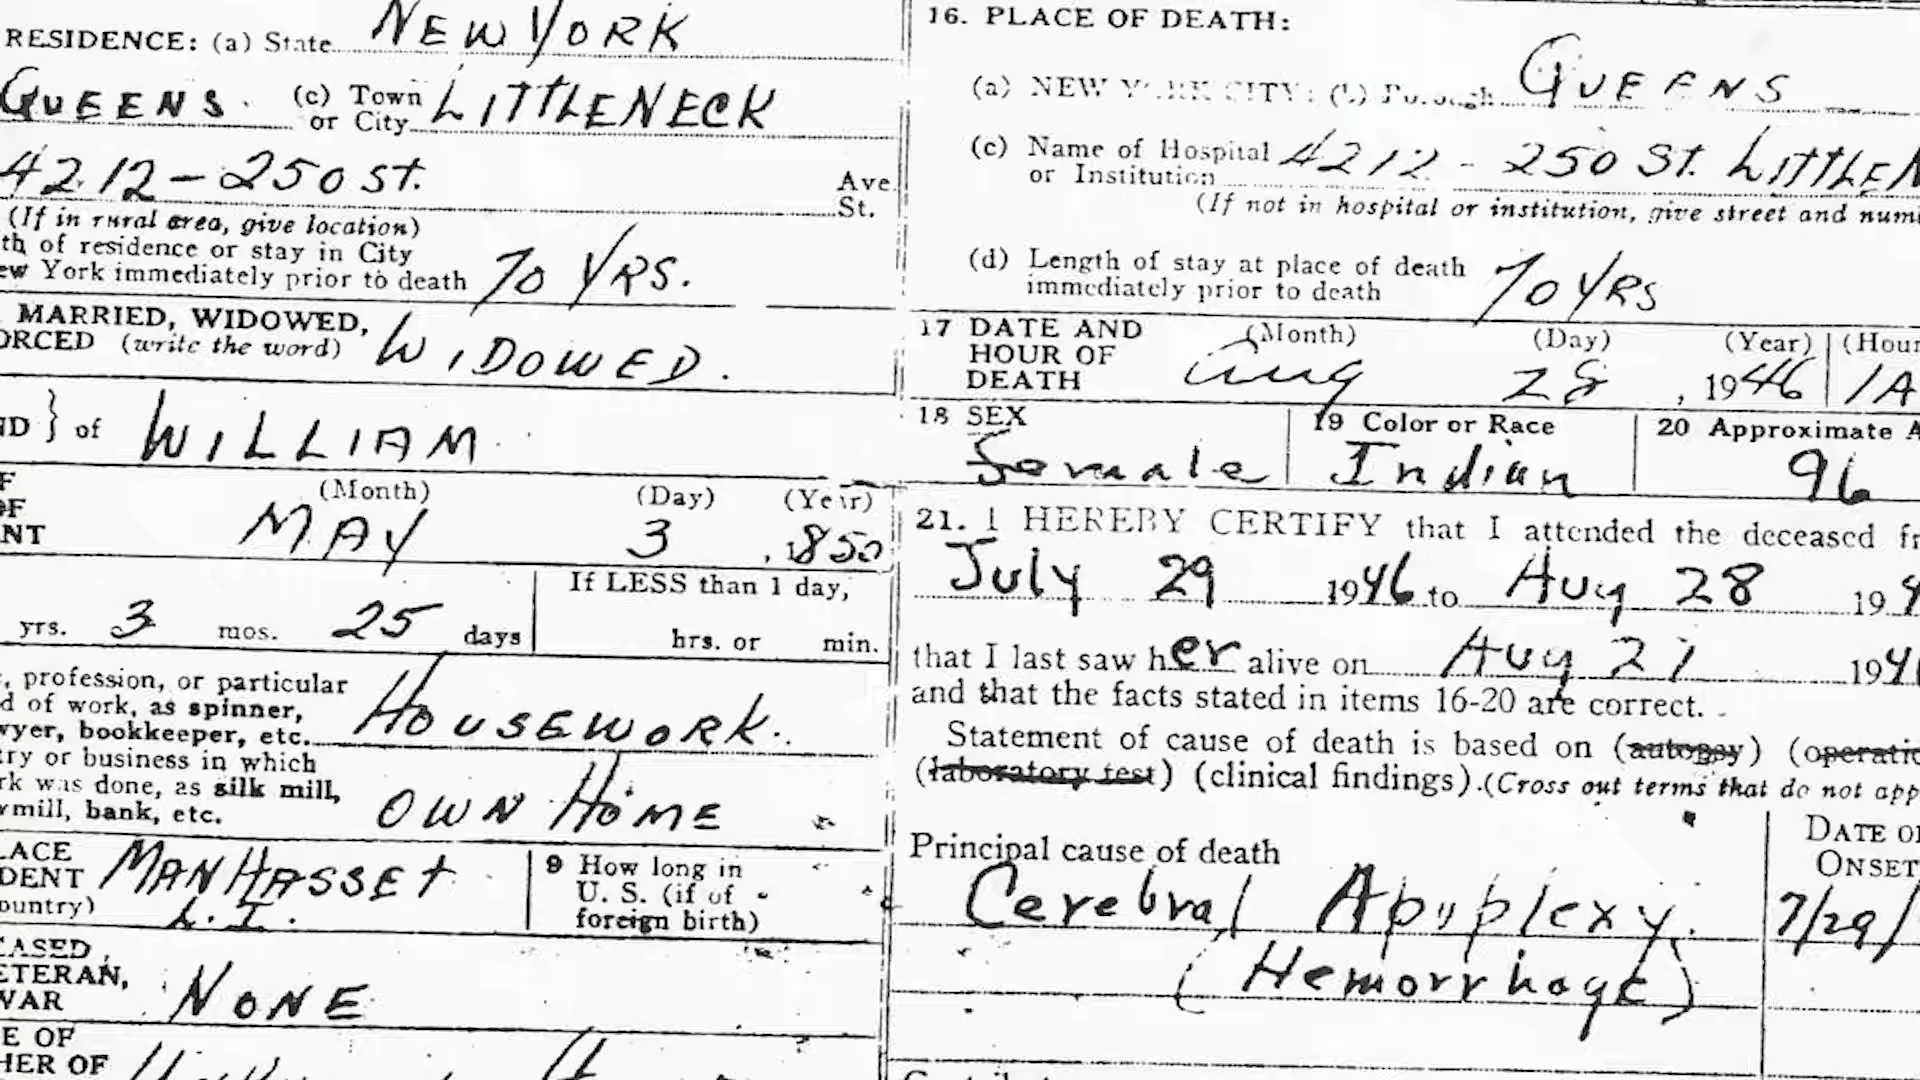 RESIDENCE: (a) State NEW YORK
QUEENS. (c) Town or City LITTLENECK
4212-250 St. Ave. St.
(If in rural area, give location)
th of residence or stay in City
ew York immediately prior to death 70 YRS.
MARRIED, WIDOWED,
ORCED (write the word) WIDOWED.
ND } of WILLIAM
F (Month) (Day) (Year)
OF
NT MAY 3, 1850
If LESS than 1 day,
yrs. 3 mos. 25 days hrs. or min.
, profession, or particular
d of work, as spinner,
wyer, bookkeeper, etc. HOUSEWORK.
try or business in which
rk was done, as silk mill,
wmill, bank, etc. OWN HOME
LACE
DENT MANHASSET
ountry) L.I.
9 How long in
U. S. (if of
foreign birth)
EASED
ETERAN,
WAR NONE
E OF
HER OF
16. PLACE OF DEATH:
(a) NEW YORK CITY: (b) Borough QUEENS
(c) Name of Hospital or Institution 4212 - 250 St. LITTLEN
(If not in hospital or institution, give street and num
(d) Length of stay at place of death
immediately prior to death 70 YRS
17 DATE AND (Month) (Day) (Year) (Hour
HOUR OF
DEATH Aug 28, 1946 1A
18 SEX 19 Color or Race 20 Approximate A
Female Indian 96
21. I HEREBY CERTIFY that I attended the deceased fr
July 29 1946 to Aug 28 194
that I last saw her alive on Aug 27 194
and that the facts stated in items 16-20 are correct.
Statement of cause of death is based on (autopsy) (operatio
(laboratory test) (clinical findings). (Cross out terms that do not app
Principal cause of death
DATE O
ONSET
Cerebral Apoplexy. 7/29/
(Hemorrhage)